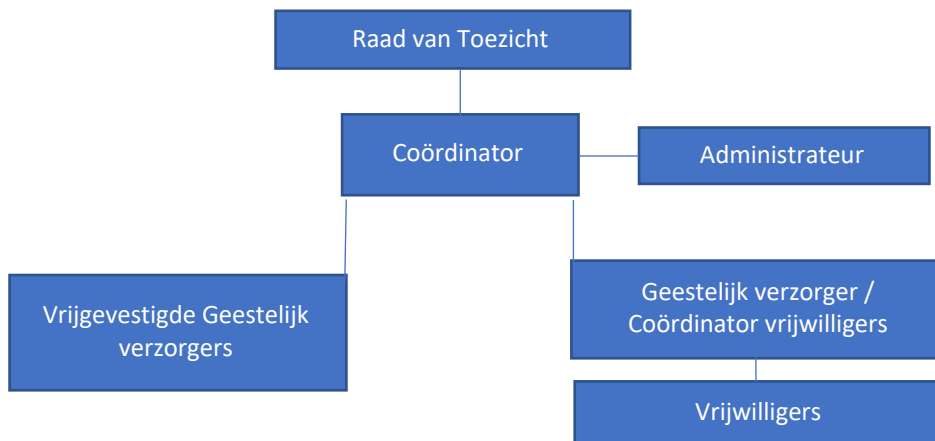 Raad van Toezicht
Coördinator
Administrateur
Vrijgevestigde Geestelijk
verzorgers
Geestelijk verzorger /
Coördinator vrijwilligers
Vrijwilligers